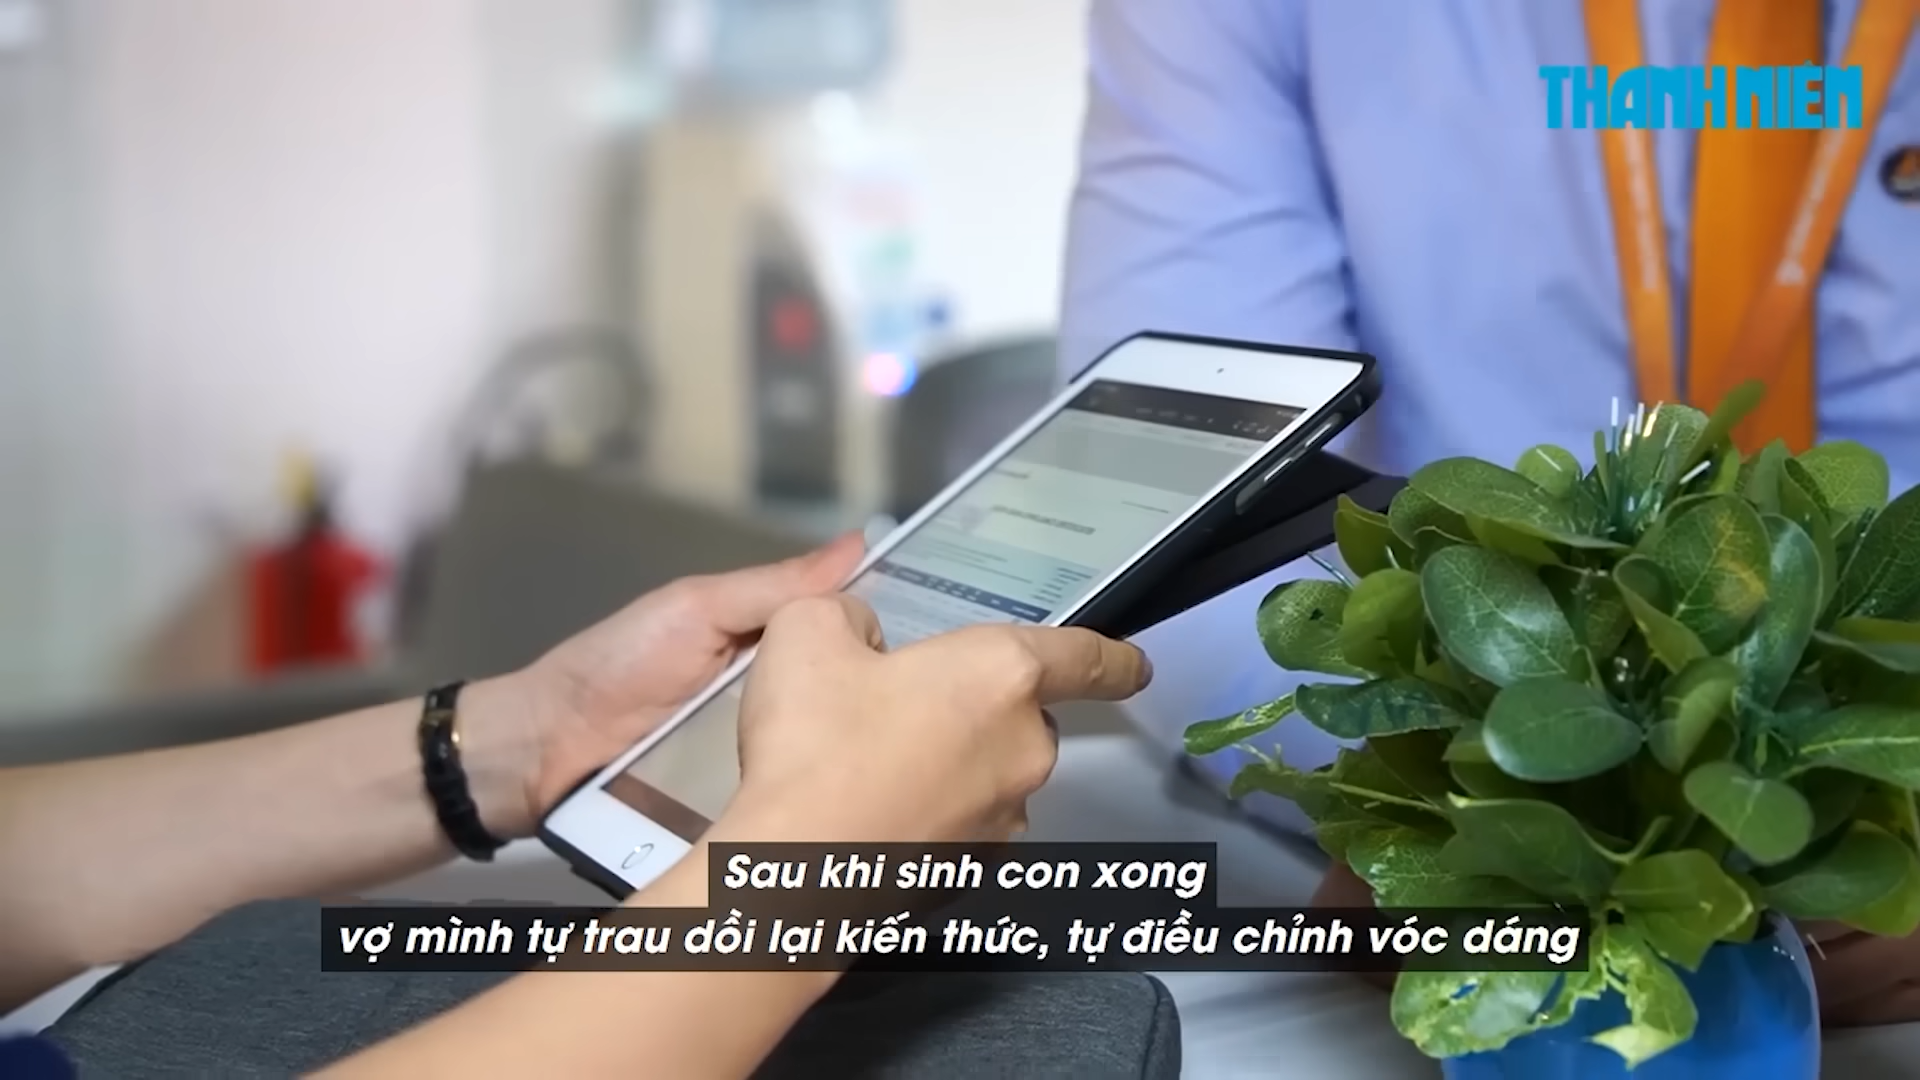 THANH NIÊN
Sau khi sinh con xong
vợ mình tự trau dồi lại kiến thức, tự điều chỉnh vóc dáng